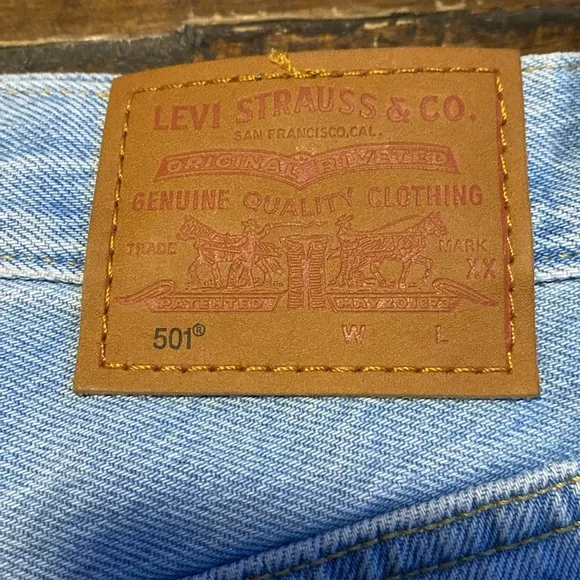 LEVI STRAUSS & CO.
SAN FRANCISCO, CAL.
ORIGINAL RIVETED
GENUINE QUALITY CLOTHING
TRADE MARK
XX
PATENTED MAY 20 1873
501® W L